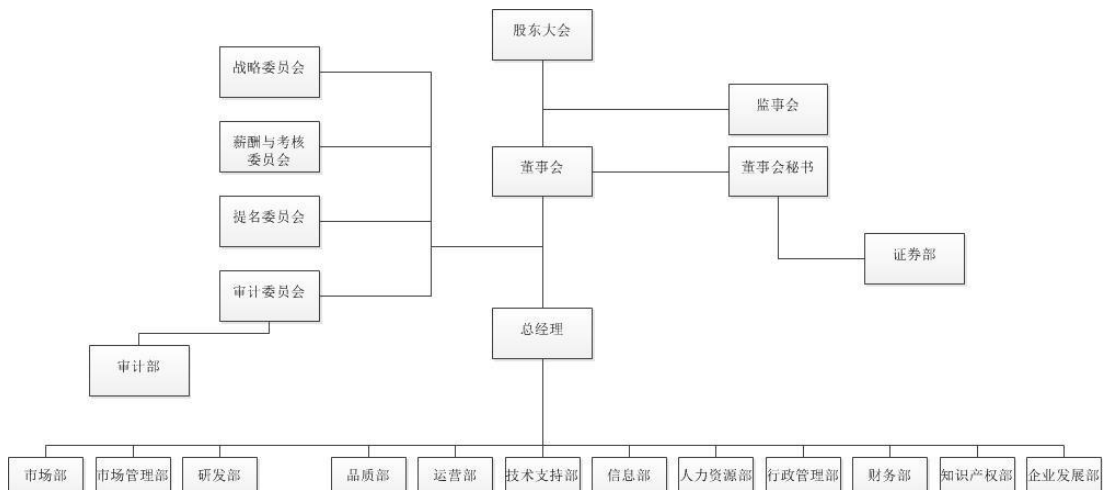 股东大会
战略委员会
监事会
薪酬与考核
委员会
董事会
董事会秘书
提名委员会
证券部
审计委员会
总经理
审计部
市场部
市场管理部
研发部
品质部
运营部
技术支持部
信息部
人力资源部
行政管理部
财务部
知识产权部
企业发展部